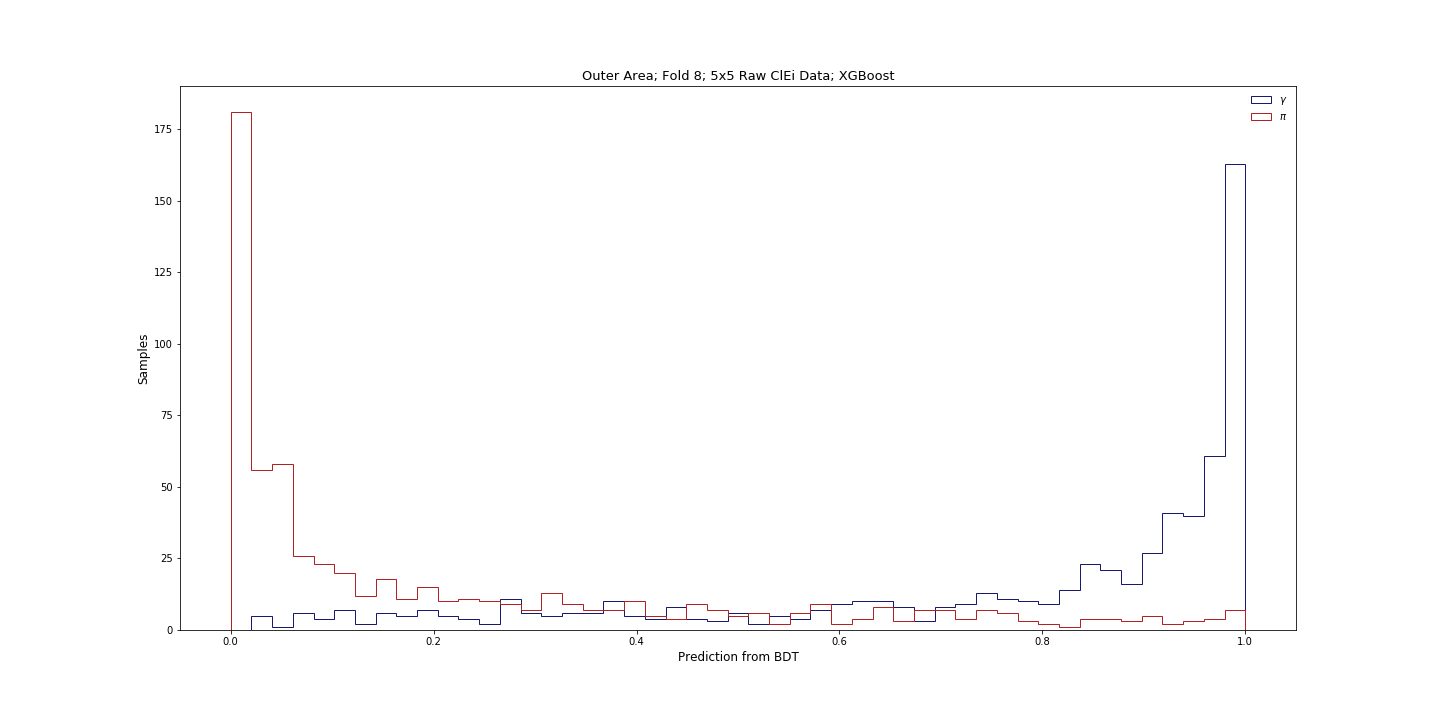 Outer Area; Fold 8; 5x5 Raw ClEi Data; XGBoost
γ
π
175
150
125
100
75
50
25
0
Samples
0.0 0.2 0.4 0.6 0.8 1.0
Prediction from BDT